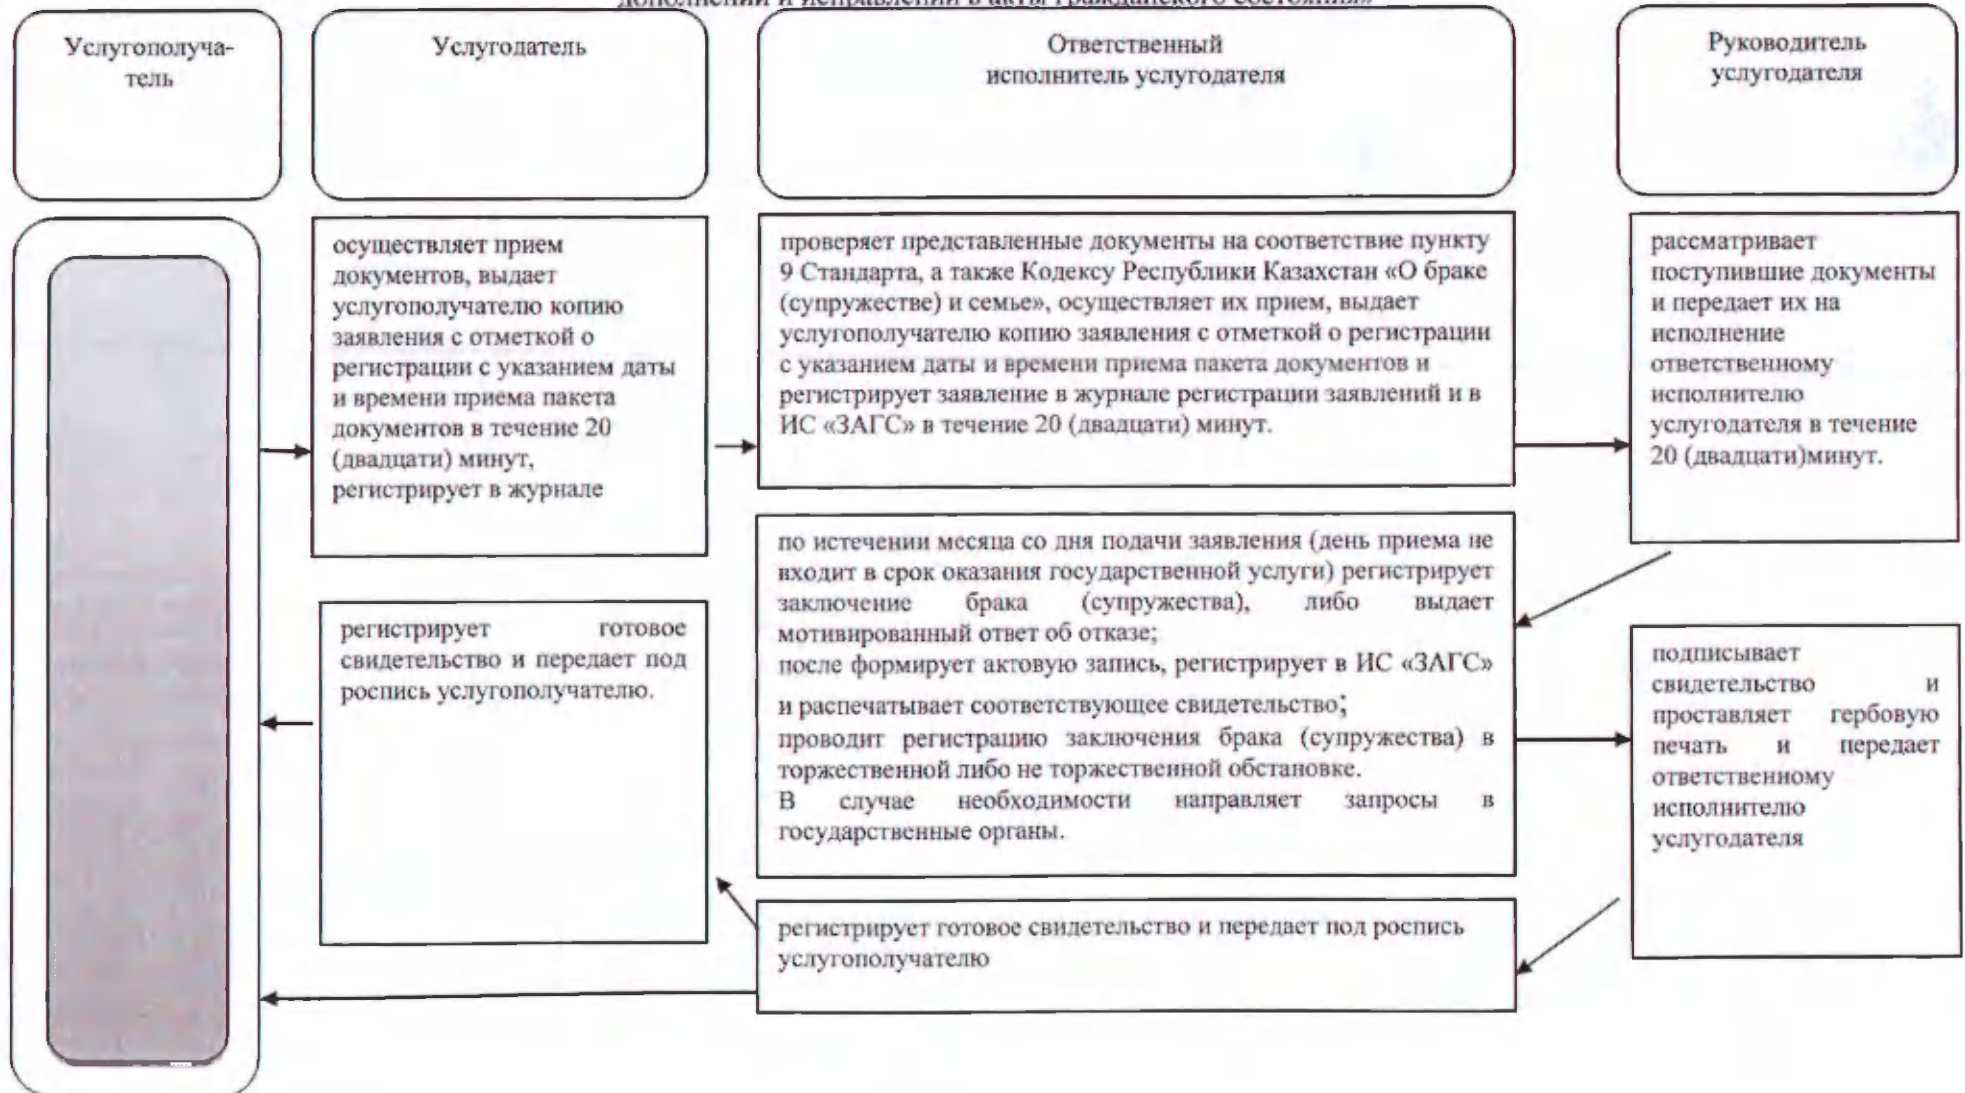 дополнений и исправлений в акты гражданского состояния»
Услугополуча-
тель
Услугодатель
Ответственный
исполнитель услугодателя
Руководитель
услугодателя
осуществляет прием
документов, выдает
услугополучателю копию
заявления с отметкой о
регистрации с указанием даты
и времени приема пакета
документов в течение 20
(двадцати) минут,
регистрирует в журнале
проверяет представленные документы на соответствие пункту
9 Стандарта, а также Кодексу Республики Казахстан «О браке
(супружестве) и семье», осуществляет их прием, выдает
услугополучателю копию заявления с отметкой о регистрации
с указанием даты и времени приема пакета документов и
регистрирует заявление в журнале регистрации заявлений и в
ИС «ЗАГС» в течение 20 (двадцати) минут.
рассматривает
поступившие документы
и передает их на
исполнение
ответственному
исполнителю
услугодателя в течение
20 (двадцати)минут.
по истечении месяца со дня подачи заявления (день приема не
входит в срок оказания государственной услуги) регистрирует
заключение брака (супружества), либо выдает
мотивированный ответ об отказе;
после формирует актовую запись, регистрирует в ИС «ЗАГС»
и распечатывает соответствующее свидетельство;
проводит регистрацию заключения брака (супружества) в
торжественной либо не торжественной обстановке.
В случае необходимости направляет запросы в
государственные органы.
подписывает
свидетельство и
проставляет гербовую
печать и передает
ответственному
исполнителю
услугодателя
регистрирует готовое
свидетельство и передает под
роспись услугополучателю.
регистрирует готовое свидетельство и передает под роспись
услугополучателю